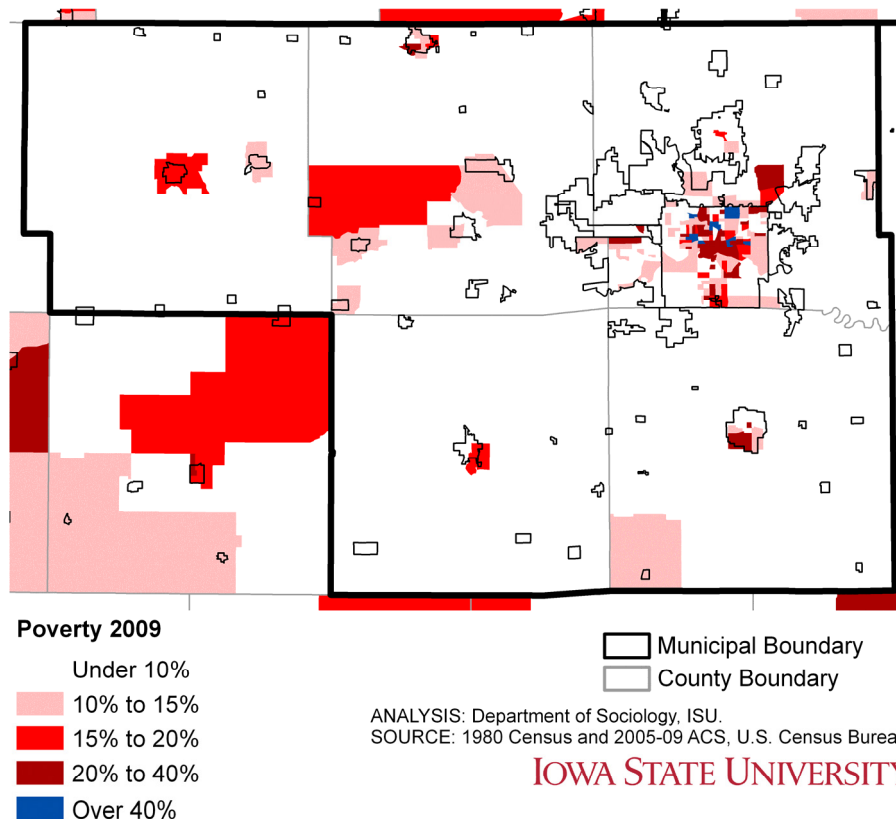 Poverty 2009
Under 10%
10% to 15%
15% to 20%
20% to 40%
Over 40%
Municipal Boundary
County Boundary
ANALYSIS: Department of Sociology, ISU.
SOURCE: 1980 Census and 2005-09 ACS, U.S. Census Burea
IOWA STATE UNIVERSITY